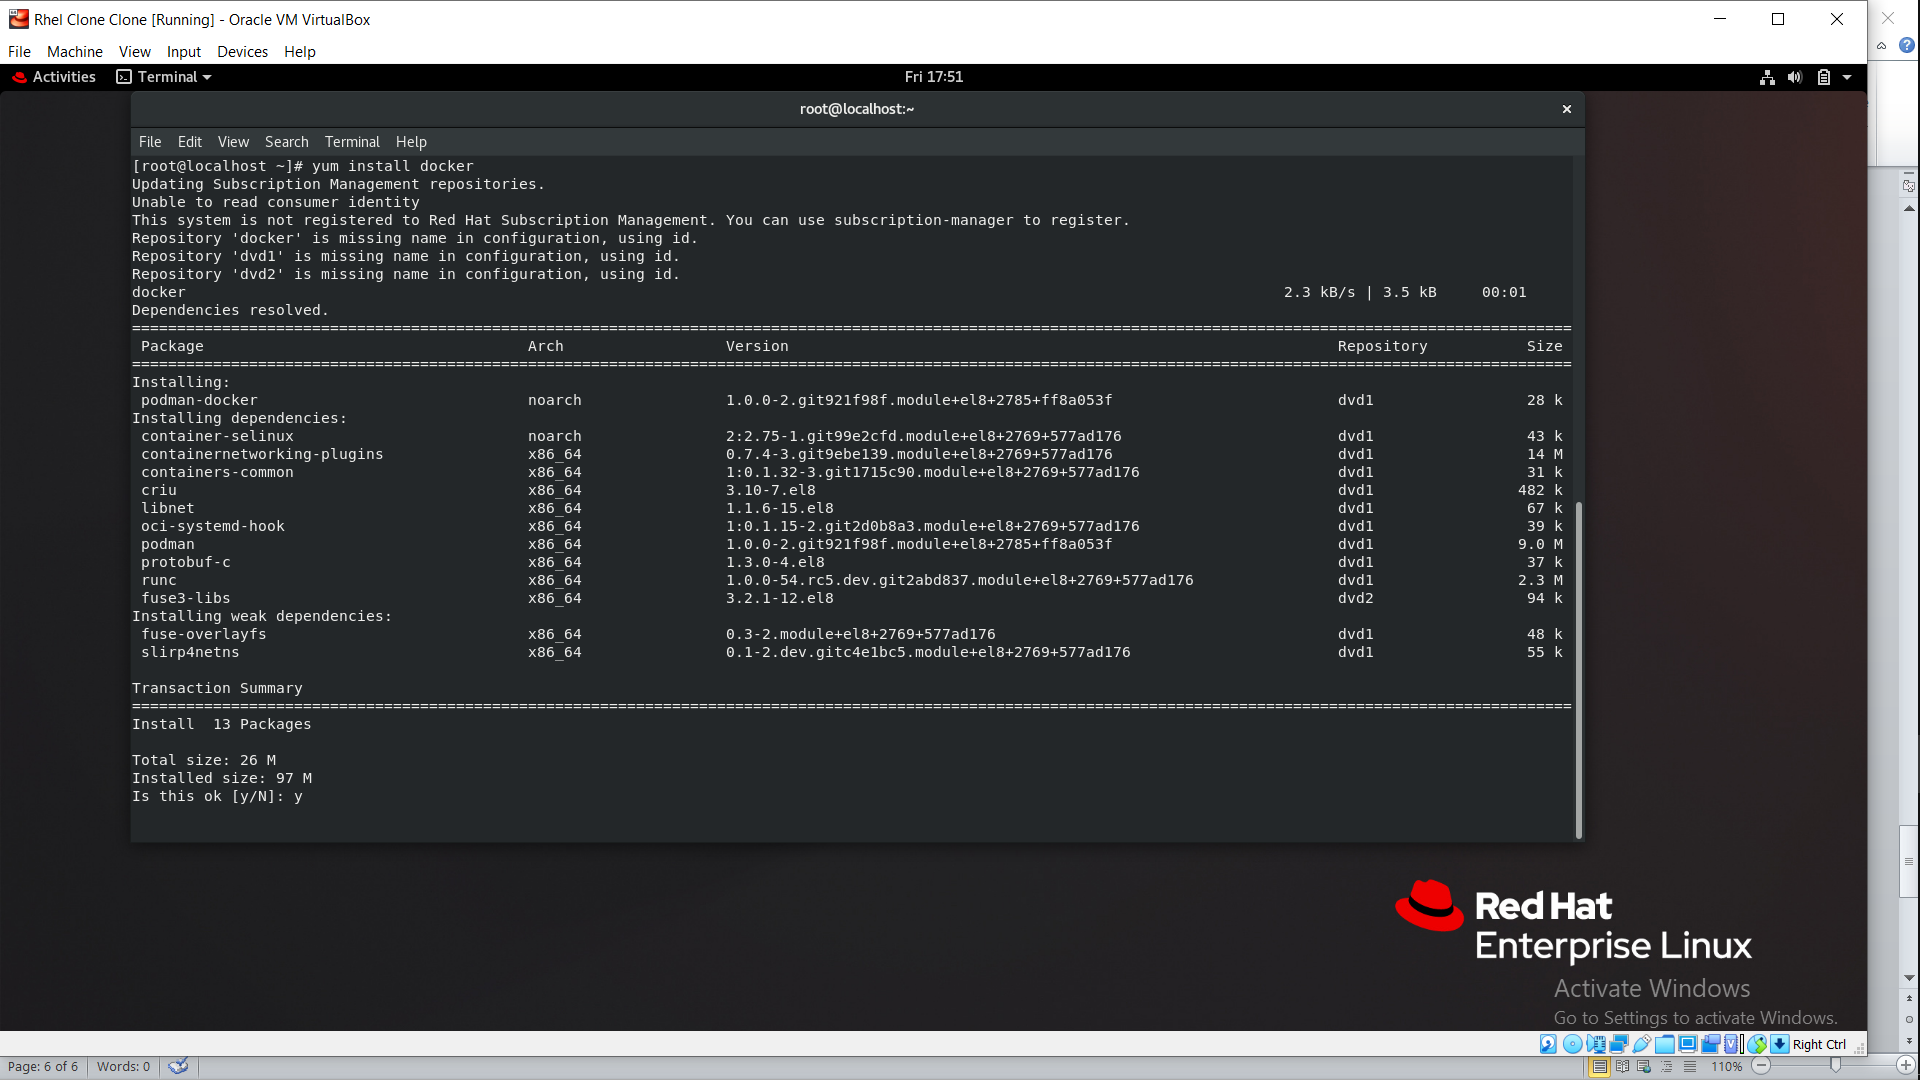 Rhel Clone Clone [Running] - Oracle VM VirtualBox
File Machine View Input Devices Help
Activities Terminal Fri 17:51
root@localhost:~
File Edit View Search Terminal Help
[root@localhost ~]# yum install docker
Updating Subscription Management repositories.
Unable to read consumer identity
This system is not registered to Red Hat Subscription Management. You can use subscription-manager to register.
Repository 'docker' is missing name in configuration, using id.
Repository 'dvd1' is missing name in configuration, using id.
Repository 'dvd2' is missing name in configuration, using id.
docker 2.3 kB/s | 3.5 kB 00:01
Dependencies resolved.
================================================================================
Package Arch Version Repository Size
================================================================================
Installing:
podman-docker noarch 1.0.0-2.git921f98f.module+el8+2785+ff8a053f dvd1 28 k
Installing dependencies:
container-selinux noarch 2:2.75-1.git99e2cfd.module+el8+2769+577ad176 dvd1 43 k
containernetworking-plugins x86_64 0.7.4-3.git9ebe139.module+el8+2769+577ad176 dvd1 14 M
containers-common x86_64 1:0.1.32-3.git1715c90.module+el8+2769+577ad176 dvd1 31 k
criu x86_64 3.10-7.el8 dvd1 482 k
libnet x86_64 1.1.6-15.el8 dvd1 67 k
oci-systemd-hook x86_64 1:0.1.15-2.git2d0b8a3.module+el8+2769+577ad176 dvd1 39 k
podman x86_64 1.0.0-2.git921f98f.module+el8+2785+ff8a053f dvd1 9.0 M
protobuf-c x86_64 1.3.0-4.el8 dvd1 37 k
runc x86_64 1.0.0-54.rc5.dev.git2abd837.module+el8+2769+577ad176 dvd1 2.3 M
fuse3-libs x86_64 3.2.1-12.el8 dvd2 94 k
Installing weak dependencies:
fuse-overlayfs x86_64 0.3-2.module+el8+2769+577ad176 dvd1 48 k
slirp4netns x86_64 0.1-2.dev.gitc4e1bc5.module+el8+2769+577ad176 dvd1 55 k
Transaction Summary
================================================================================
Install 13 Packages
Total size: 26 M
Installed size: 97 M
Is this ok [y/N]: y
Red Hat
Enterprise Linux
Activate Windows
Go to Settings to activate Windows.
Right Ctrl
Page: 6 of 6 Words: 0 110%